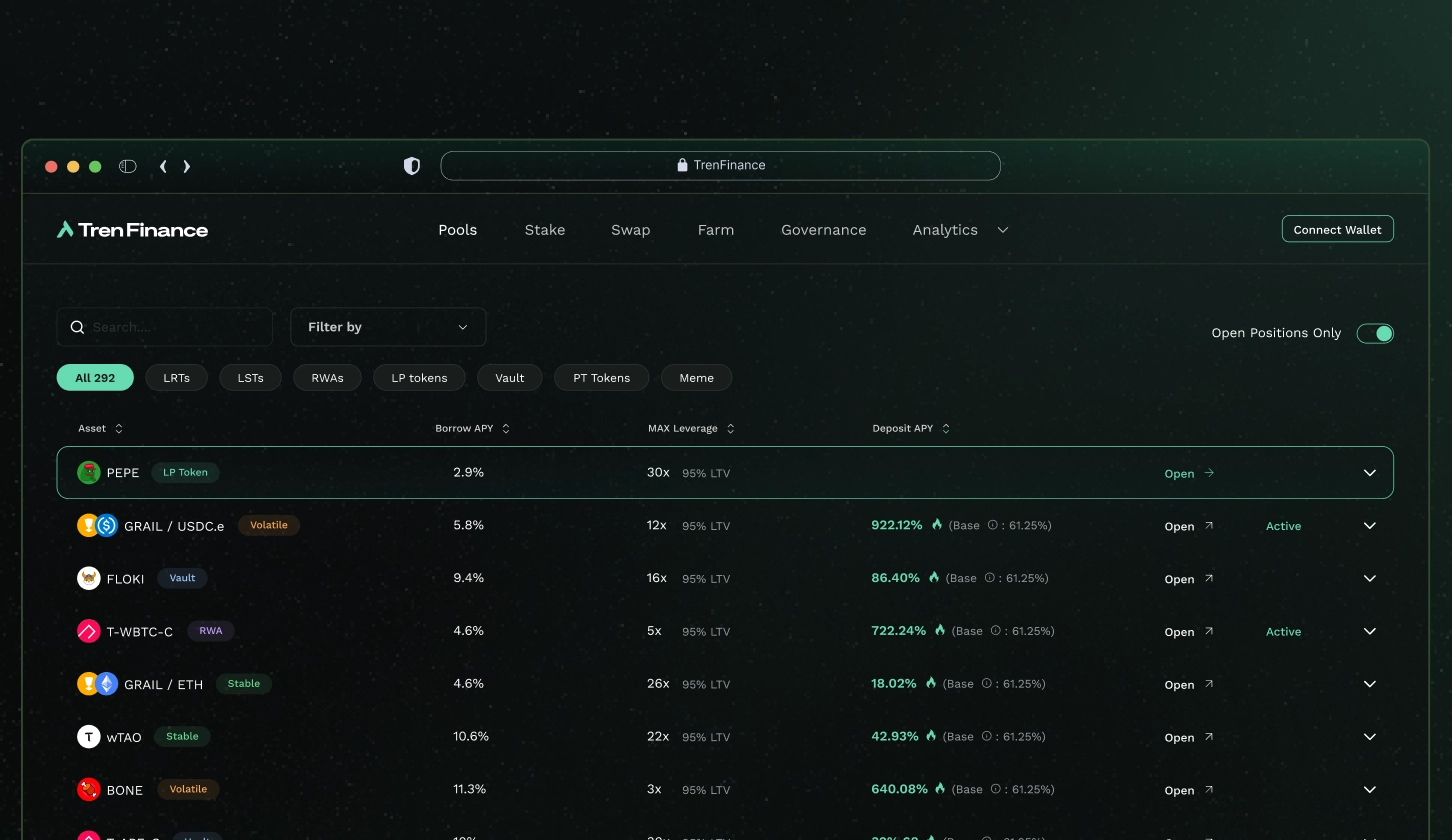 TrenFinance
Tren Finance Pools Stake Swap Farm Governance Analytics Connect Wallet
Search.... Filter by Open Positions Only
All 292 LRTs LSTs RWAs LP tokens Vault PT Tokens Meme
Asset Borrow APY MAX Leverage Deposit APY
PEPE LP Token 2.9% 30x 95% LTV Open →
GRAIL / USDC.e Volatile 5.8% 12x 95% LTV 922.12% (Base : 61.25%) Open Active
FLOKI Vault 9.4% 16x 95% LTV 86.40% (Base : 61.25%) Open
T-WBTC-C RWA 4.6% 5x 95% LTV 722.24% (Base : 61.25%) Open Active
GRAIL / ETH Stable 4.6% 26x 95% LTV 18.02% (Base : 61.25%) Open
T wTAO Stable 10.6% 22x 95% LTV 42.93% (Base : 61.25%) Open
BONE Volatile 11.3% 3x 95% LTV 640.08% (Base : 61.25%) Open